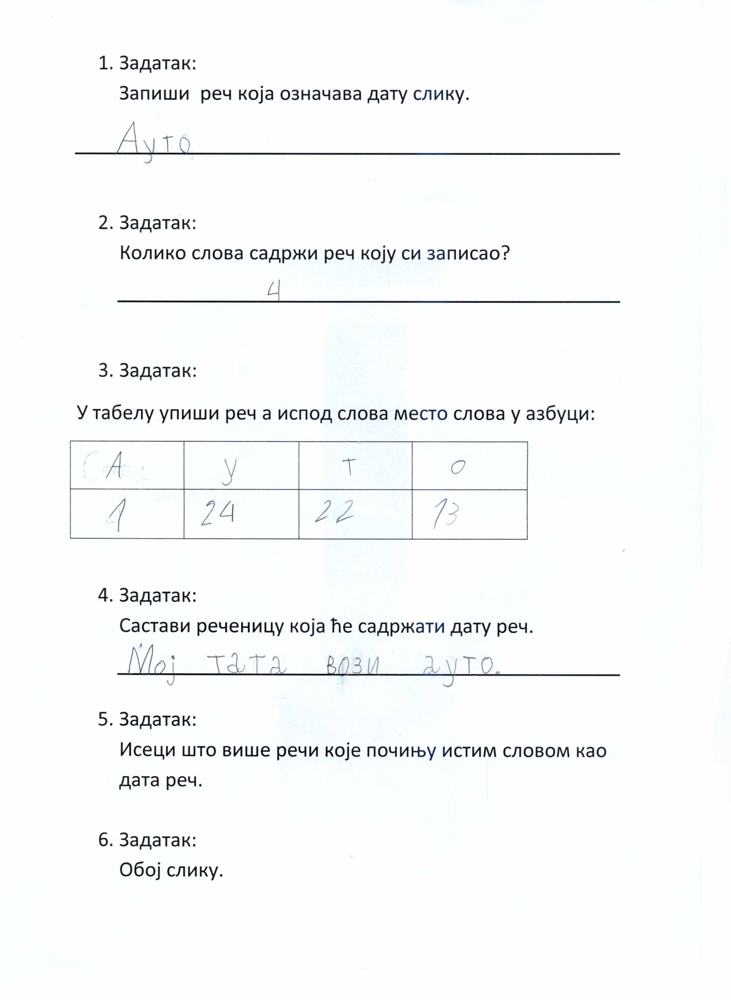 1. Задатак:
Запиши реч која означава дату слику.
Ауто
2. Задатак:
Колико слова садржи реч коју си записао?
4
3. Задатак:
У табелу упиши реч а испод слова место слова у азбуци:
А у т о
1 24 22 13
4. Задатак:
Састави реченицу која ће садржати дату реч.
Мој тата вози ауто.
5. Задатак:
Исеци што више речи које почињу истим словом као
дата реч.
6. Задатак:
Обој слику.